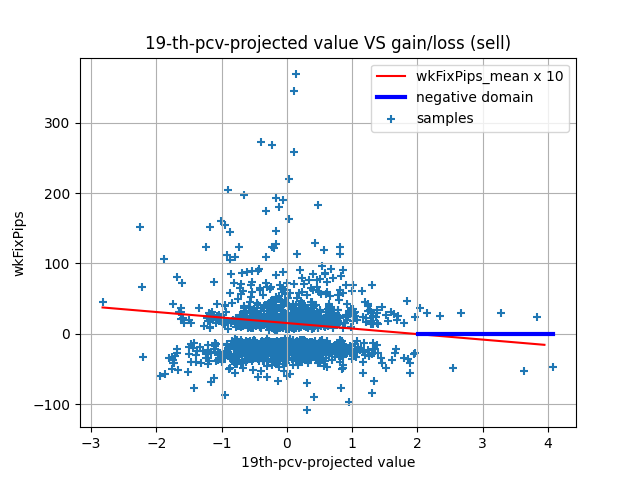 19-th-pcv-projected value VS gain/loss (sell)
wkFixPips_mean x 10
negative domain
samples
wkFixPips
300
200
100
0
−100
−3
−2
−1
0
1
2
3
4
19th-pcv-projected value